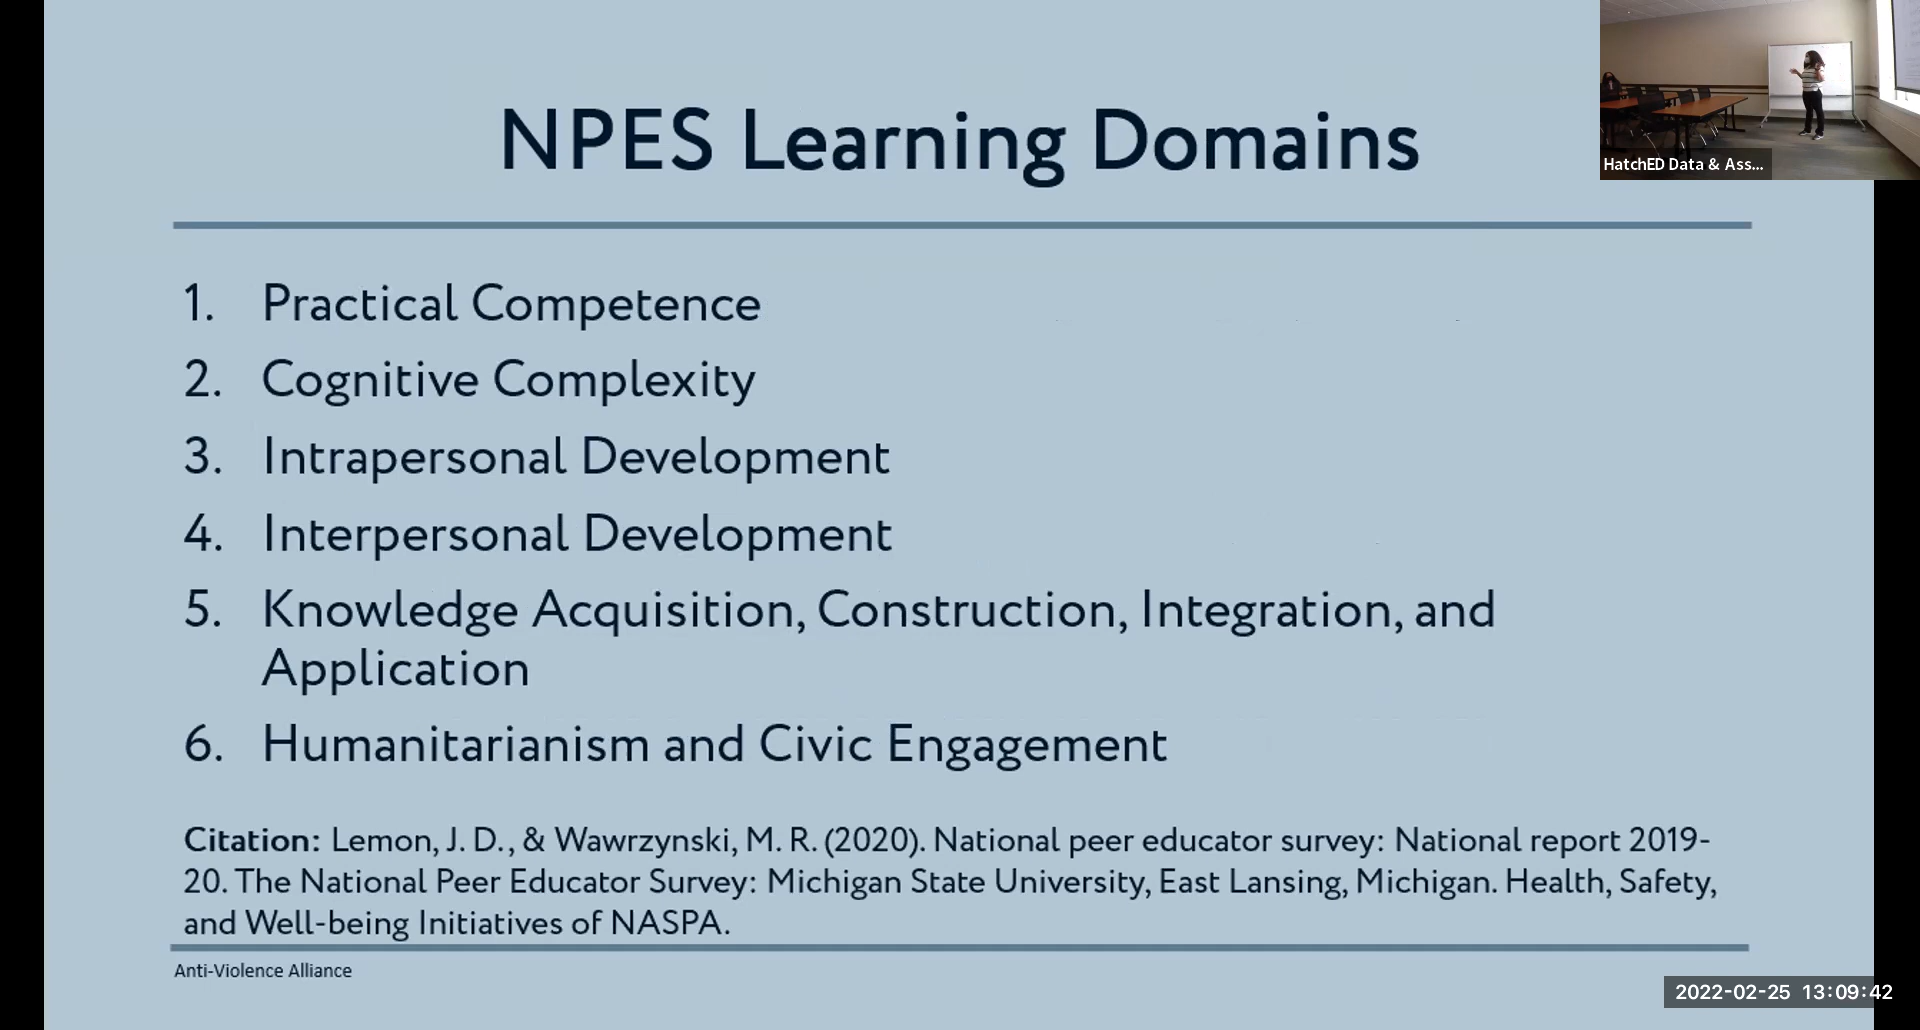 NPES Learning Domains
HatchED Data & Ass...
1. Practical Competence
2. Cognitive Complexity
3. Intrapersonal Development
4. Interpersonal Development
5. Knowledge Acquisition, Construction, Integration, and
Application
6. Humanitarianism and Civic Engagement
Citation: Lemon, J. D., & Wawrzynski, M. R. (2020). National peer educator survey: National report 2019-
20. The National Peer Educator Survey: Michigan State University, East Lansing, Michigan. Health, Safety,
and Well-being Initiatives of NASPA.
Anti-Violence Alliance
2022-02-25 13:09:42